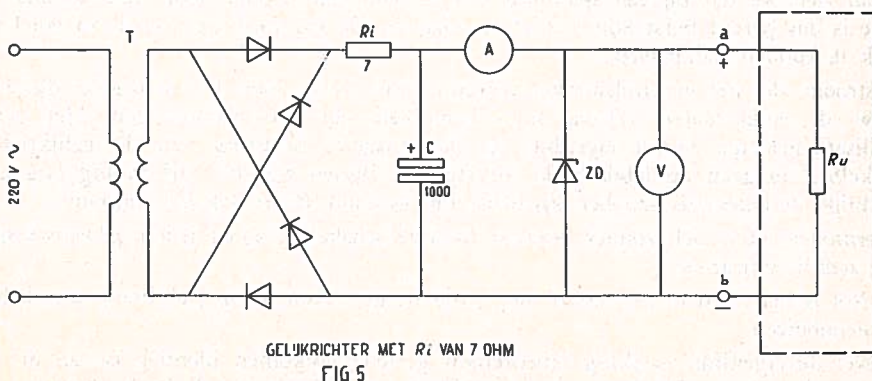 T
220 V ~
Ri
7
+ C
1000
A
ZD
V
a
+
b
−
Ru
GELIJKRICHTER MET Ri VAN 7 OHM
FIG 5